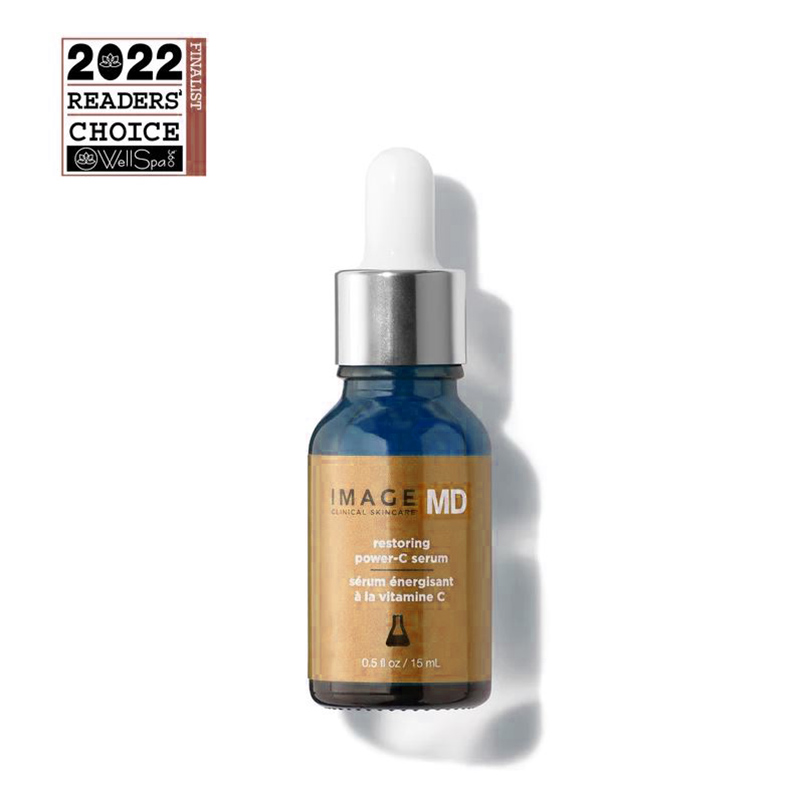 2022
READERS'
CHOICE
WellSpa 360
FINALIST
IMAGE MD
CLINICAL SKINCARE
restoring
power-C serum
sérum énergisant
à la vitamine C
0.5 fl oz / 15 mL